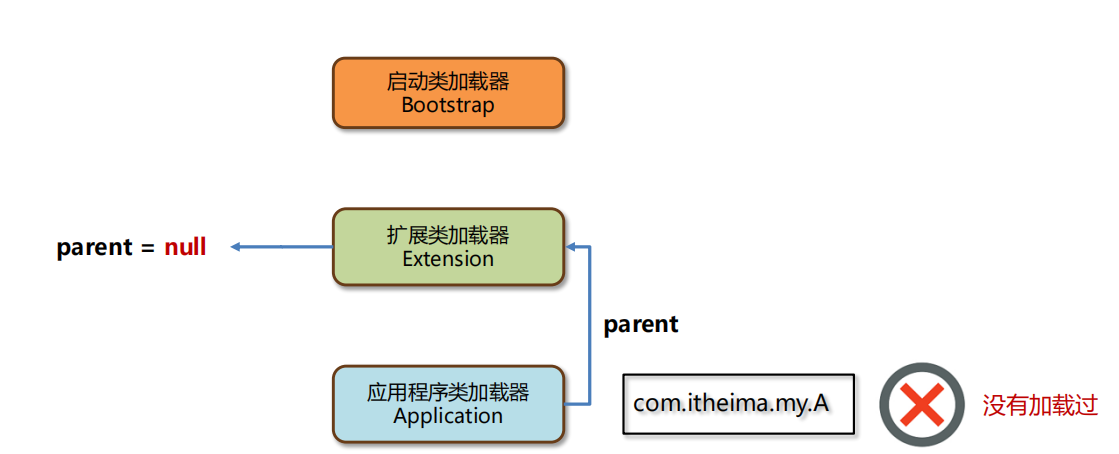 启动类加载器
Bootstrap
扩展类加载器
Extension
parent = null
parent
应用程序类加载器
Application
com.itheima.my.A
没有加载过